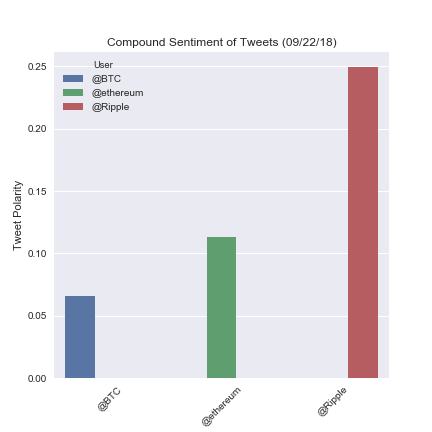 Compound Sentiment of Tweets (09/22/18)
User
@BTC
@ethereum
@Ripple
Tweet Polarity
0.25
0.20
0.15
0.10
0.05
0.00
@BTC
@ethereum
@Ripple